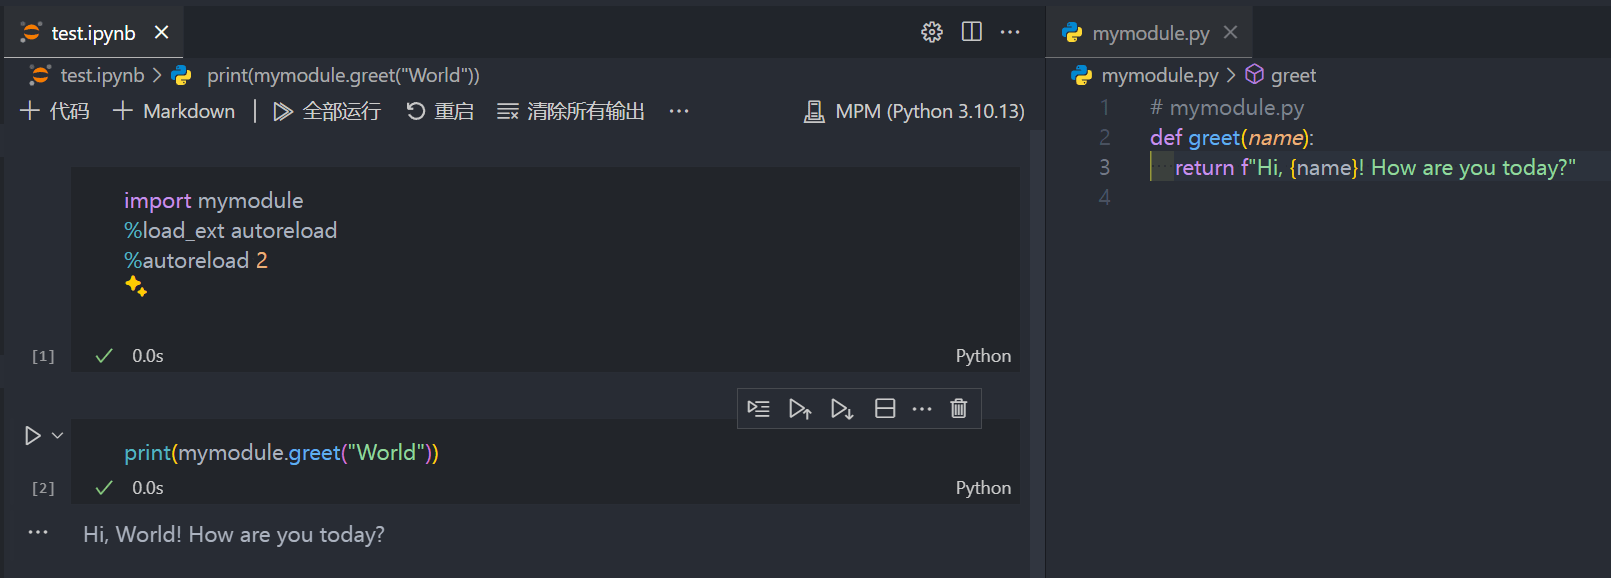 test.ipynb
test.ipynb > print(mymodule.greet("World"))
代码 Markdown 全部运行 重启 清除所有输出 MPM (Python 3.10.13)
import mymodule
%load_ext autoreload
%autoreload 2
[1] 0.0s Python
print(mymodule.greet("World"))
[2] 0.0s Python
Hi, World! How are you today?
mymodule.py
mymodule.py > greet
1 # mymodule.py
2 def greet(name):
3 return f"Hi, {name}! How are you today?"
4